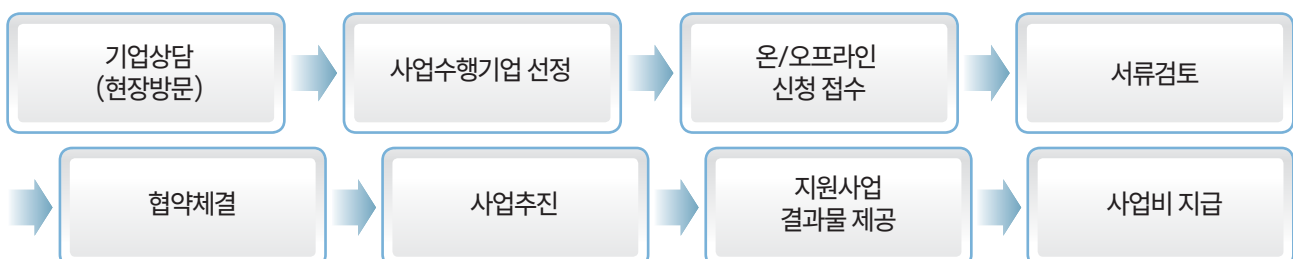 기업상담
(현장방문)
사업수행기업 선정
온/오프라인
신청 접수
서류검토
협약체결
사업추진
지원사업
결과물 제공
사업비 지급